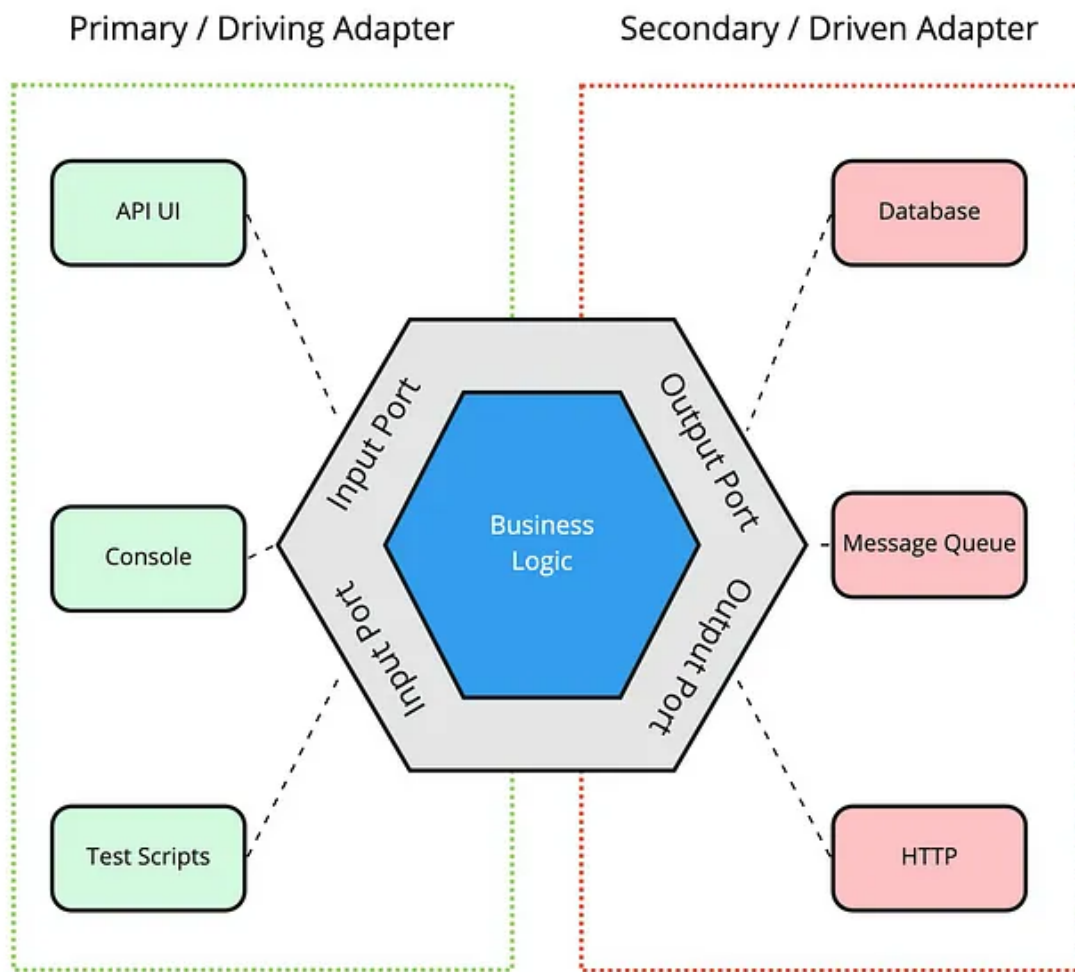 Primary / Driving Adapter
Secondary / Driven Adapter
API UI
Database
Input Port
Output Port
Business
Logic
Console
Message Queue
Input Port
Output Port
Test Scripts
HTTP